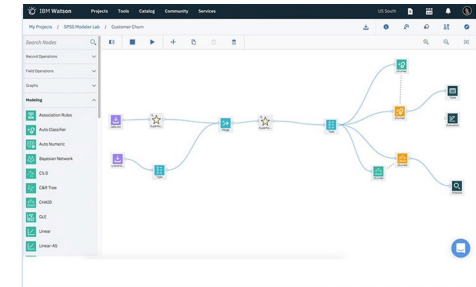 IBM Watson Projects Tools Catalog Community Services US South
My Projects / SPSS Modeler Lab / Customer Churn
Search Nodes
Record Operations
Field Operations
Graphs
Modeling
Association Rules
Auto Classifier
Auto Numeric
Bayesian Network
C5.0
C&R Tree
CHAID
GLE
Linear
Linear-AS
Merge
Type